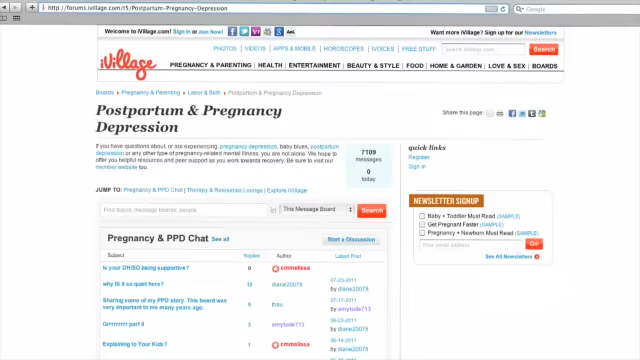 http://forums.ivillage.com/t5/Postpartum-Pregnancy-Depression
Google
Welcome to iVillage.com! Sign in or Join Now
Want more iVillage? Sign up for our Newsletters
iVillage
PHOTOS | VIDEOS | APPS & MOBILE | HOROSCOPES | iVOICES | FREE STUFF
Search iVillage.com
Search
PREGNANCY & PARENTING | HEALTH | ENTERTAINMENT | BEAUTY & STYLE | FOOD | HOME & GARDEN | LOVE & SEX | BOARDS
Boards Pregnancy & Parenting Labor & Birth Postpartum & Pregnancy Depression
Postpartum & Pregnancy
Depression
Share this page:
If you have questions about, or are experiencing, pregnancy depression, baby blues, postpartum
depression or any other type of pregnancy-related mental illness, you are not alone. We hope to
offer you helpful resources and peer support as you work towards recovery. Be sure to visit our
member website too.
7109
messages
0
today
quick links
Register
Sign in
JUMP TO: Pregnancy & PPD Chat | Therapy & Resources Lounge | Explore iVillage
Find topics, message boards, people
in
This Message Board
Search
NEWSLETTER SIGNUP
Baby + Toddler Must Read (SAMPLE)
Get Pregnant Faster (SAMPLE)
Pregnancy + Newborn Must Read (SAMPLE)
Your email address
Go
See All Newsletters
Pregnancy & PPD Chat See all
Start a Discussion
Subject Replies Author Latest Post
Is your DH/SO being supportive? 0 cmmelissa
why iS it so quiet here? 15 diane20078 07-23-2011
by diane20078
Sharing some of my PPD story. This board was
very important to me many years ago. 5 thau 07-17-2011
by amytode713
Grrrrrrrr part II 3 amytode713 06-23-2011
by diane20078
Explaining to Your Kids? 1 cmmelissa 06-14-2011
by diane20078